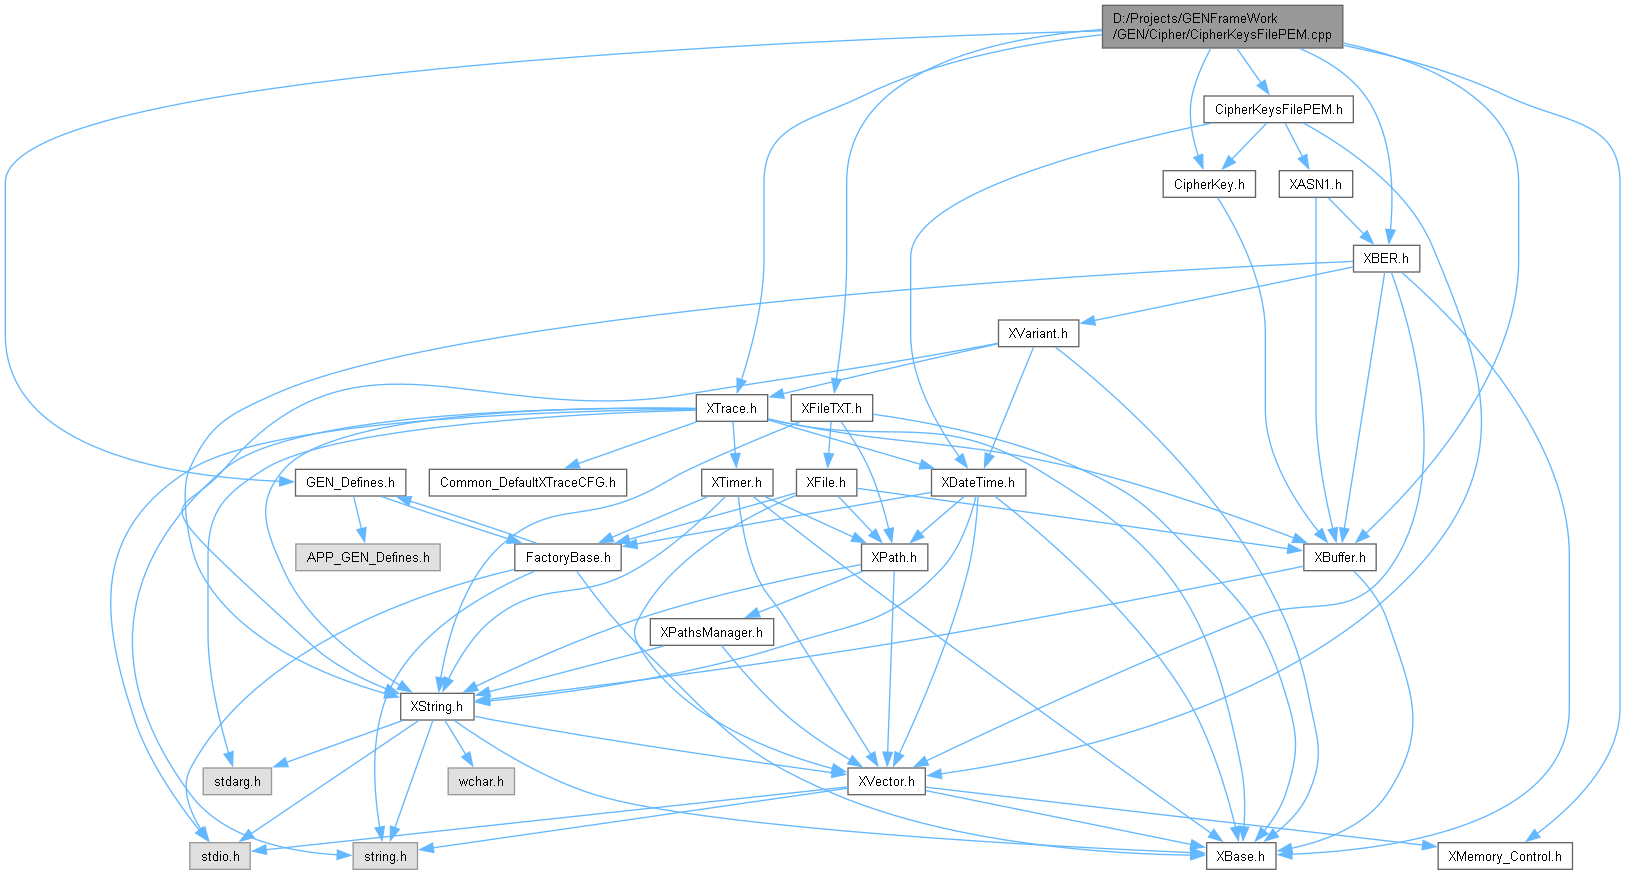 D:/Projects/GENFrameWork
/GEN/Cipher/CipherKeysFilePEM.cpp
CipherKeysFilePEM.h
CipherKey.h
XASN1.h
XBER.h
XVariant.h
XTrace.h
XFileTXT.h
GEN_Defines.h
Common_DefaultXTraceCFG.h
XTimer.h
XFile.h
XDateTime.h
APP_GEN_Defines.h
FactoryBase.h
XPath.h
XBuffer.h
XPathsManager.h
XString.h
stdarg.h
wchar.h
XVector.h
stdio.h
string.h
XBase.h
XMemory_Control.h